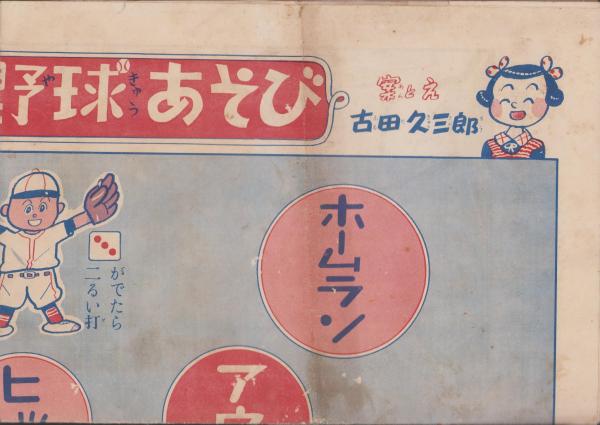 野球あそび
や きゅう
案とえ
古田久三郎
R
ホームラン
がでたら
二るい打
ヒッ
アウ